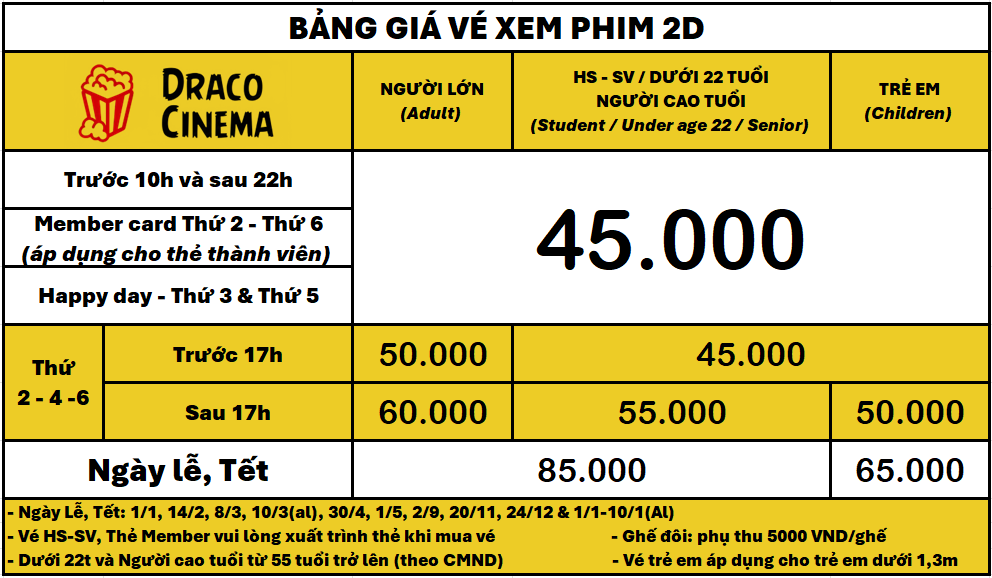 BẢNG GIÁ VÉ XEM PHIM 2D
DRACO
CINEMA
NGƯỜI LỚN
(Adult)
HS - SV / DƯỚI 22 TUỔI
NGƯỜI CAO TUỔI
(Student / Under age 22 / Senior)
TRẺ EM
(Children)
Trước 10h và sau 22h
Member card Thứ 2 - Thứ 6
(áp dụng cho thẻ thành viên)
Happy day - Thứ 3 & Thứ 5
45.000
Thứ
2 - 4 -6
Trước 17h
50.000
45.000
Sau 17h
60.000
55.000
50.000
Ngày lễ, Tết
85.000
65.000
- Ngày Lễ, Tết: 1/1, 14/2, 8/3, 10/3(al), 30/4, 1/5, 2/9, 20/11, 24/12 & 1/1-10/1(Al)
- Vé HS-SV, Thẻ Member vui lòng xuất trình thẻ khi mua vé
- Ghế đôi: phụ thu 5000 VND/ghế
- Dưới 22t và Người cao tuổi từ 55 tuổi trở lên (theo CMND)
- Vé trẻ em áp dung cho trẻ em dưới 1,3m